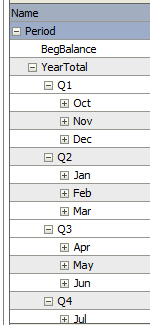 Name
Period
BegBalance
YearTotal
Q1
Oct
Nov
Dec
Q2
Jan
Feb
Mar
Q3
Apr
May
Jun
Q4
Jul